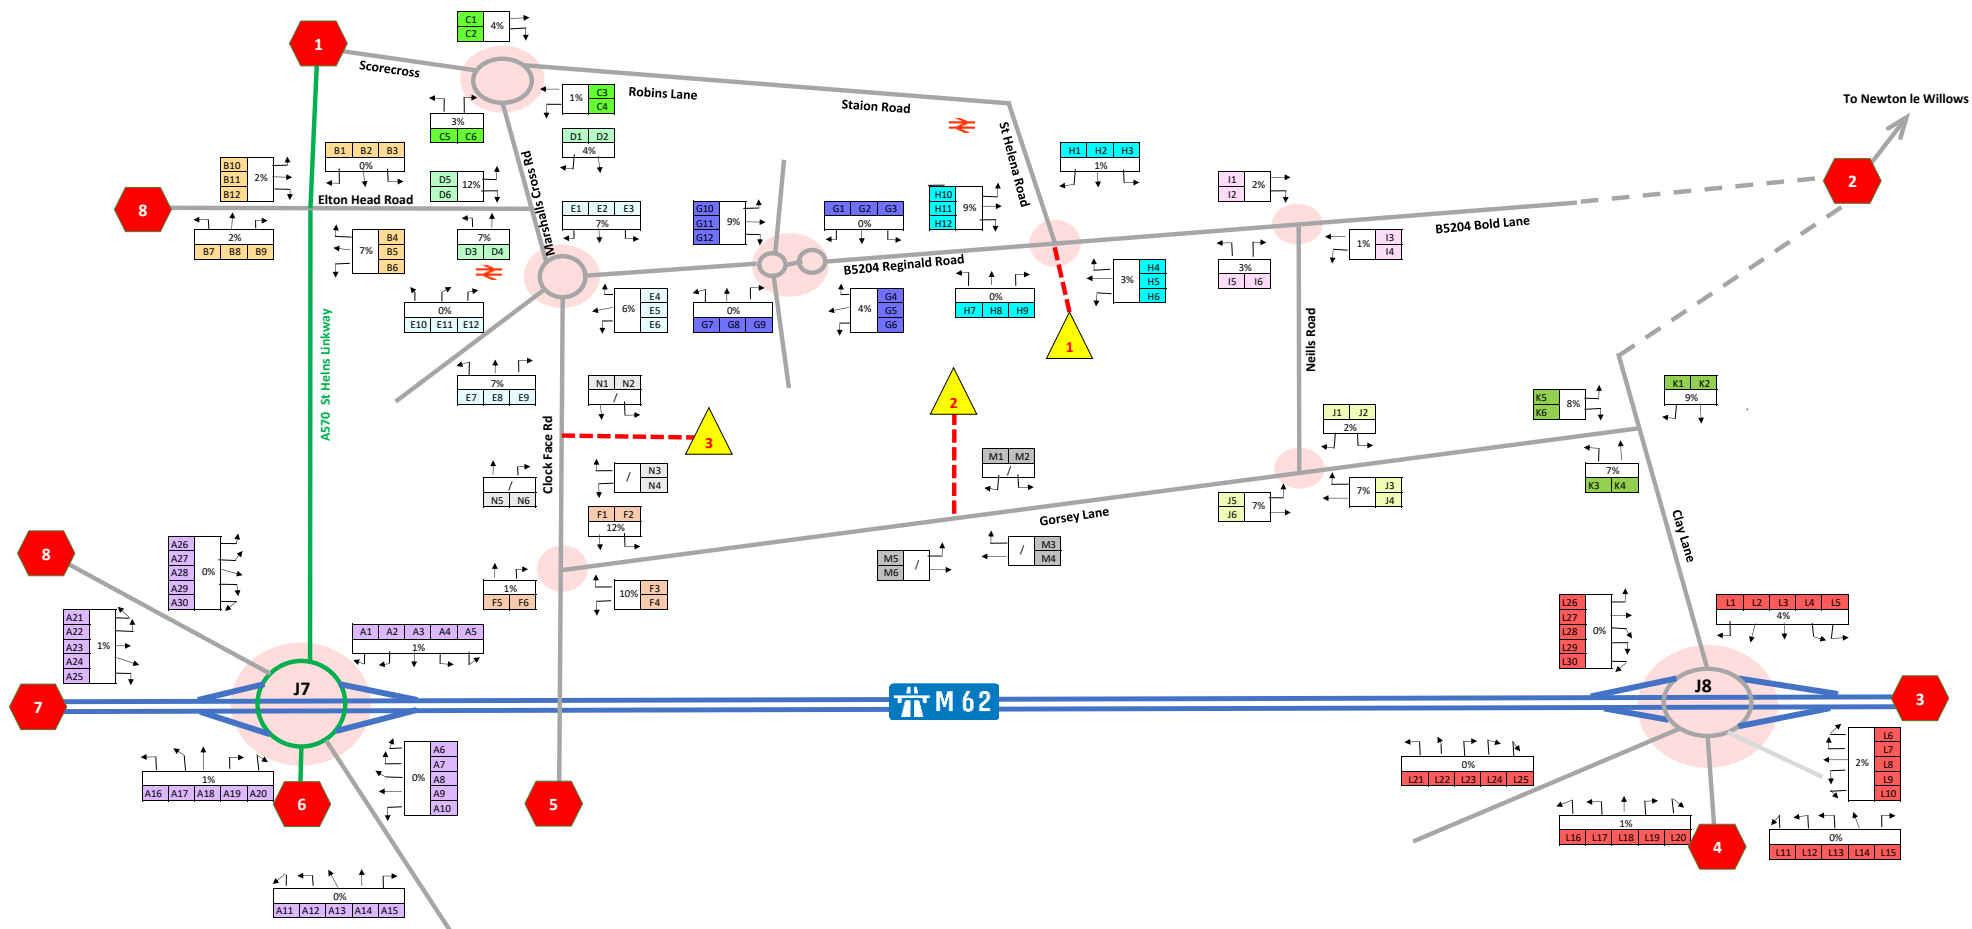 C1
C2
4%
1
Scorecross
Robins Lane
Staion Road
To Newton le Willows
1%
C3
C4
3%
C5 C6
D1 D2
4%
Marshalls Cross Rd
St Helena Road
H1 H2 H3
1%
B1 B2 B3
0%
B10
B11
B12
2%
D5
D6
12%
I1
I2
2%
2
8
Elton Head Road
E1 E2 E3
7%
G10
G11
G12
9%
G1 G2 G3
0%
H10
H11
H12
9%
B5204 Bold Lane
2%
B7 B8 B9
7%
B4
B5
B6
7%
D3 D4
B5204 Reginald Road
3%
I5 I6
1%
I3
I4
0%
E10 E11 E12
6%
E4
E5
E6
0%
G7 G8 G9
4%
G4
G5
G6
0%
H7 H8 H9
3%
H4
H5
H6
A570 St Helns Linkway
Neills Road
1
7%
E7 E8 E9
N1 N2
/
2
K5
K6
8%
K1 K2
9%
3
Clock Face Rd
J1 J2
2%
/
N5 N6
/
N3
N4
M1 M2
/
7%
K3 K4
J5
J6
7%
7%
J3
J4
F1 F2
12%
Gorsey Lane
Clay Lane
8
A26
A27
A28
A29
A30
0%
M5
M6
/
/
M3
M4
1%
F5 F6
10%
F3
F4
A21
A22
A23
A24
A25
1%
A1 A2 A3 A4 A5
1%
L26
L27
L28
L29
L30
0%
L1 L2 L3 L4 L5
4%
J7
J8
7
M 62
3
1%
A16 A17 A18 A19 A20
0%
A6
A7
A8
A9
A10
0%
L21 L22 L23 L24 L25
2%
L6
L7
L8
L9
L10
6
5
1%
L16 L17 L18 L19 L20
4
0%
L11 L12 L13 L14 L15
0%
A11 A12 A13 A14 A15